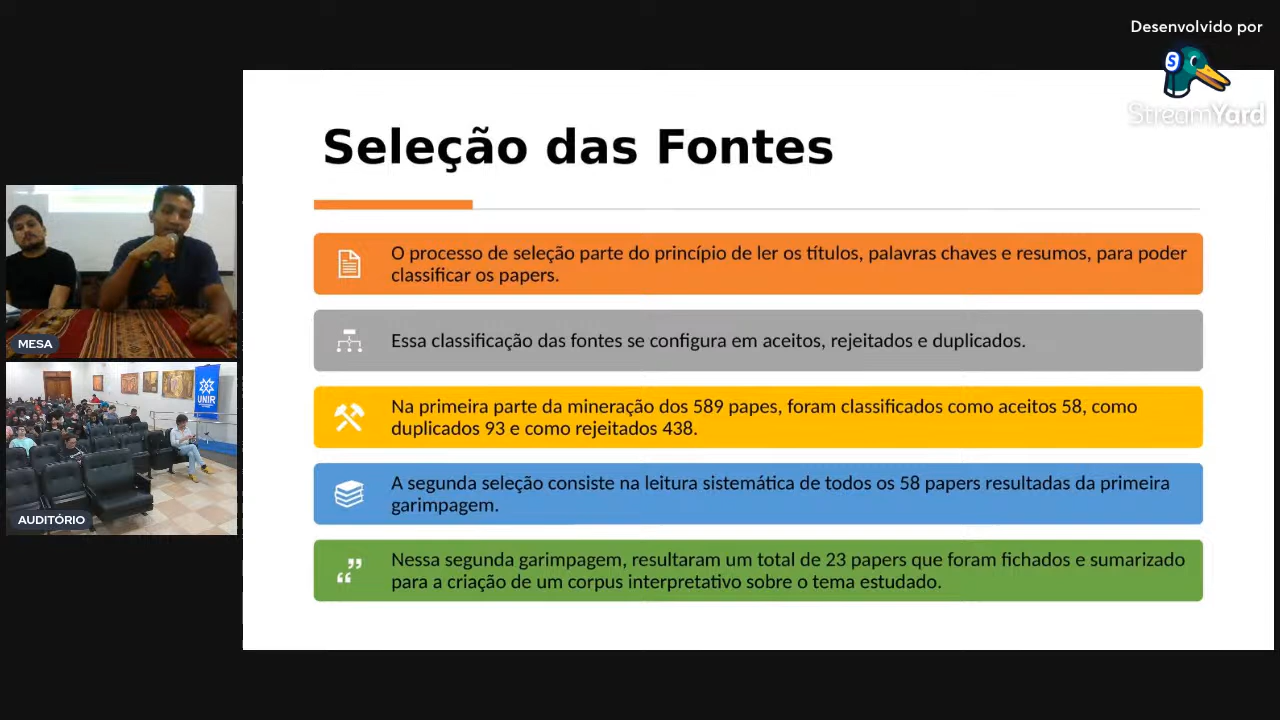 Desenvolvido por
StreamYard
Seleção das Fontes
O processo de seleção parte do princípio de ler os títulos, palavras chaves e resumos, para poder
classificar os papers.
Essa classificação das fontes se configura em aceitos, rejeitados e duplicados.
Na primeira parte da mineração dos 589 papes, foram classificados como aceitos 58, como
duplicados 93 e como rejeitados 438.
A segunda seleção consiste na leitura sistemática de todos os 58 papers resultadas da primeira
garimpagem.
Nessa segunda garimpagem, resultaram um total de 23 papers que foram fichados e sumarizado
para a criação de um corpus interpretativo sobre o tema estudado.
MESA
UNIR
AUDITÓRIO